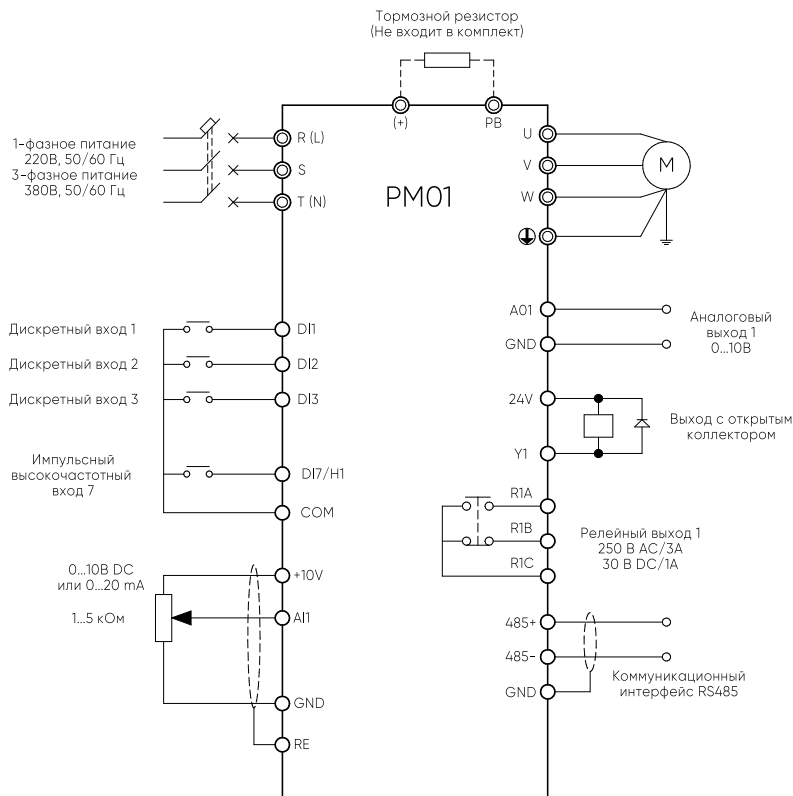 Тормозной резистор
(Не входит в комплект)
(+)
PB
1-фазное питание
220В, 50/60 Гц
3-фазное питание
380В, 50/60 Гц
R (L)
S
T (N)
PM01
U
V
W
M
Дискретный вход 1
DI1
Дискретный вход 2
DI2
Дискретный вход 3
DI3
Импульсный
высокочастотный
вход 7
DI7/H1
COM
0...10В DC
или 0...20 mA
1...5 кОм
+10V
AI1
GND
RE
A01
GND
Аналоговый
выход 1
0...10В
24V
Y1
Выход с открытым
коллектором
R1A
R1B
R1C
Релейный выход 1
250 В AC/3A
30 В DC/1A
485+
485-
GND
Коммуникационный
интерфейс RS485